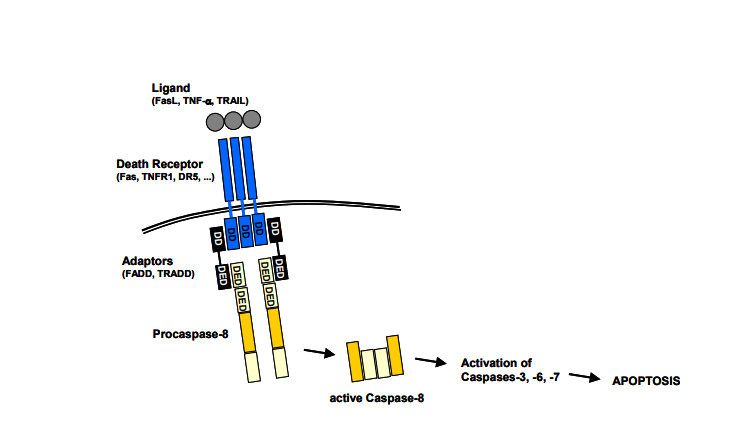 Ligand
(FasL, TNF-α, TRAIL)
Death Receptor
(Fas, TNFR1, DR5, ...)
DD
DD
DD
DD
DD
Adaptors
(FADD, TRADD)
DED
DED
DED
DED
DED
DED
Procaspase-8
active Caspase-8
Activation of
Caspases-3, -6, -7
APOPTOSIS